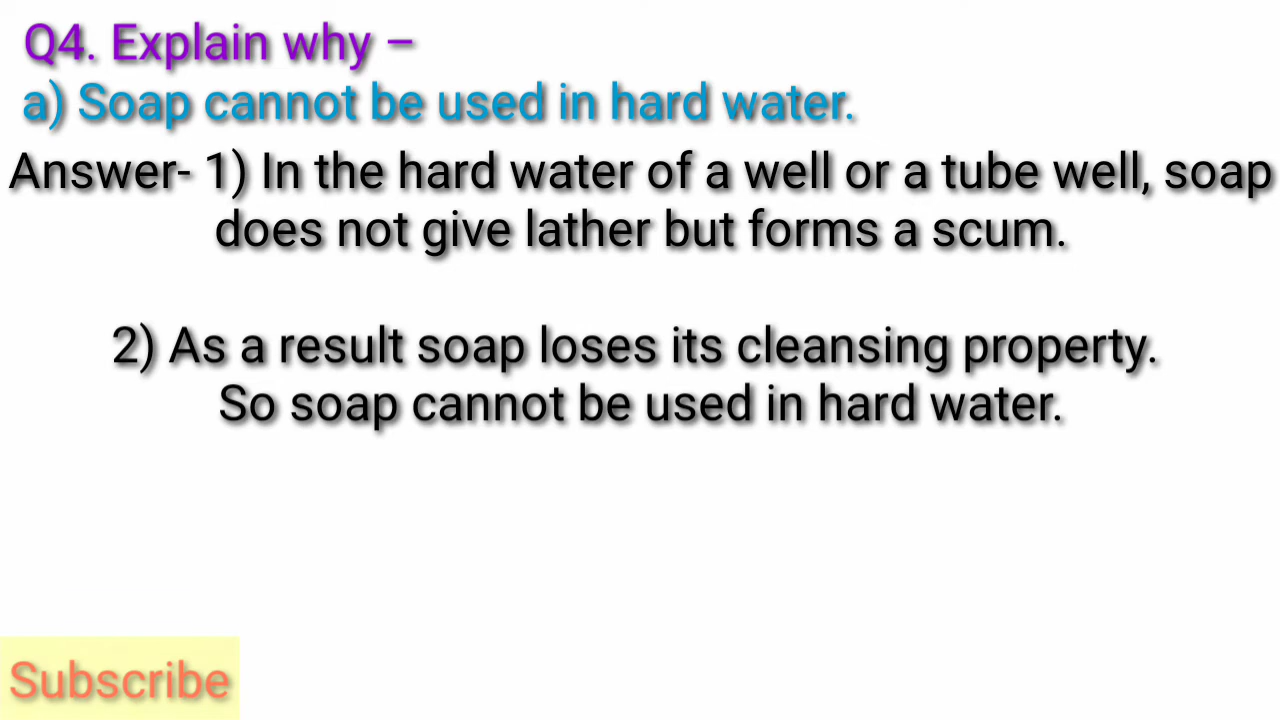 Q4. Explain why –
a) Soap cannot be used in hard water.
Answer- 1) In the hard water of a well or a tube well, soap
does not give lather but forms a scum.
2) As a result soap loses its cleansing property.
So soap cannot be used in hard water.
Subscribe